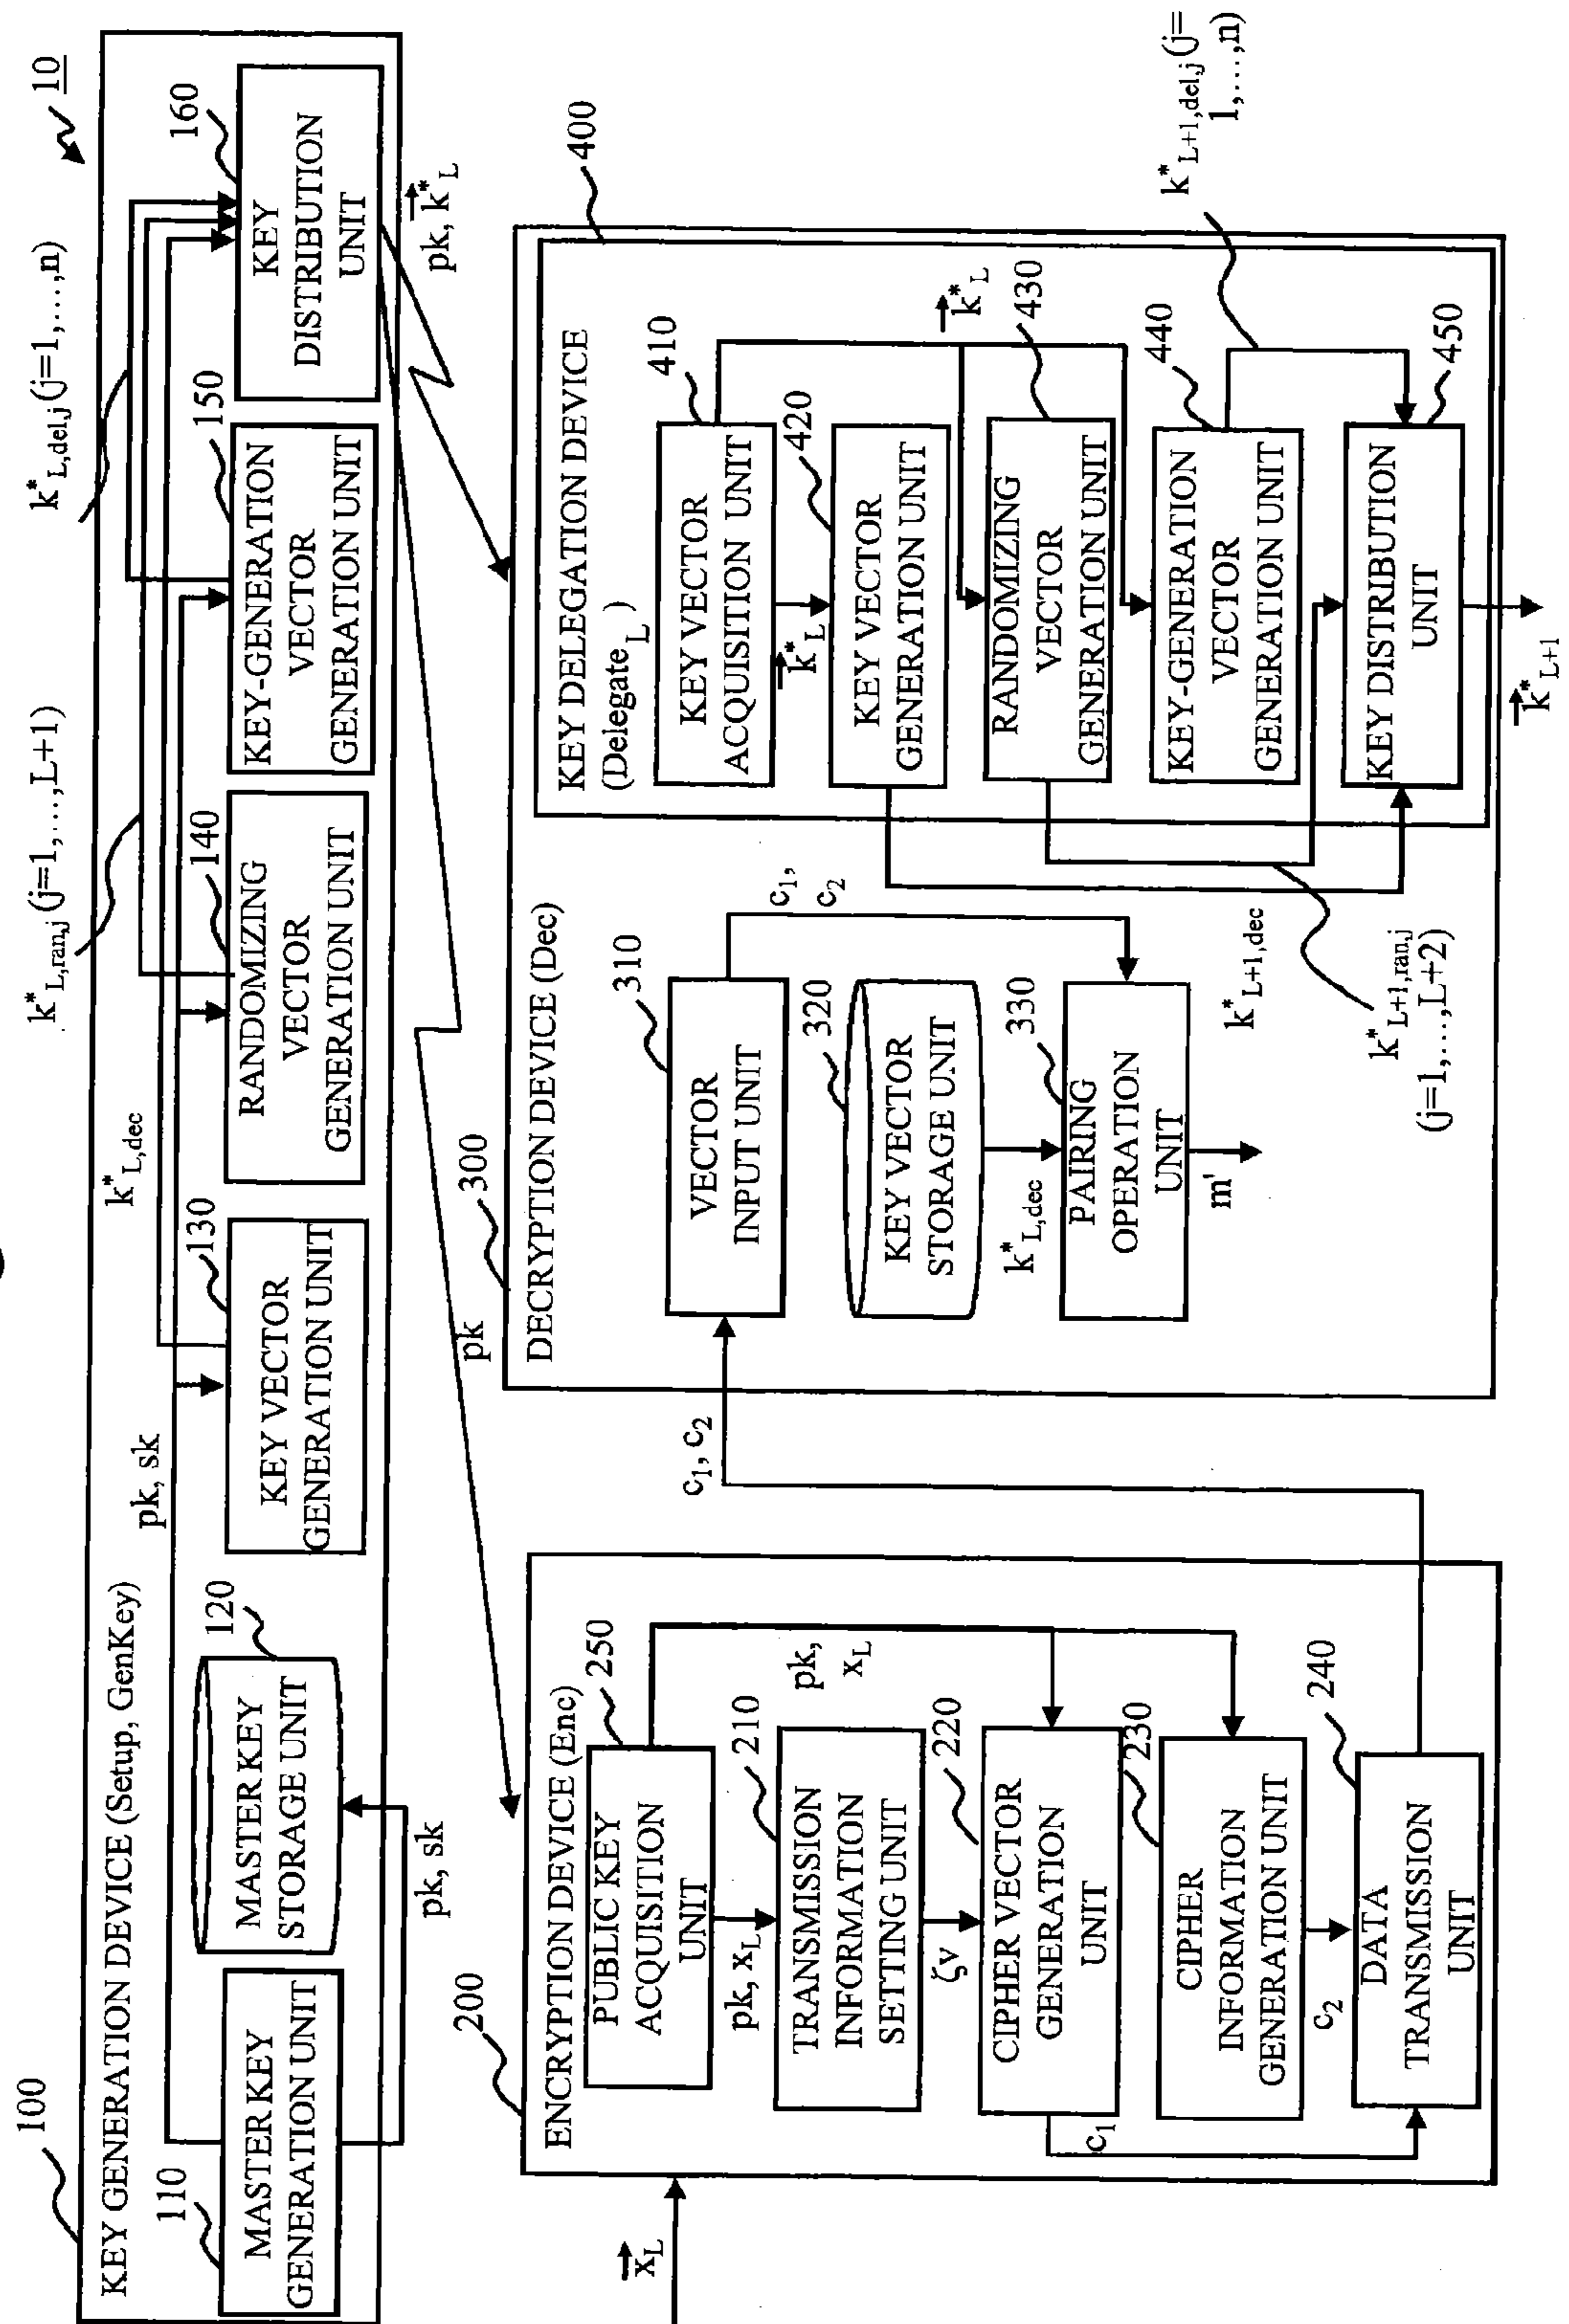 10
100
KEY GENERATION DEVICE (Setup, GenKey)
110
MASTER KEY
GENERATION UNIT
120
MASTER KEY
STORAGE UNIT
pk, sk
pk, sk
130
KEY VECTOR
GENERATION UNIT
k*L,dec
140
RANDOMIZING
VECTOR
GENERATION UNIT
k*L,ran,j (j=1,...,L+1)
150
KEY-GENERATION
VECTOR
GENERATION UNIT
k*L,del,j (j=1,...,n)
160
KEY
DISTRIBUTION
UNIT
pk, k*L
pk
xL
200
ENCRYPTION DEVICE (Enc)
250
PUBLIC KEY
ACQUISITION
UNIT
pk, xL
pk,
xL
210
TRANSMISSION
INFORMATION
SETTING UNIT
ζv
220
CIPHER VECTOR
GENERATION
UNIT
c1
230
CIPHER
INFORMATION
GENERATION UNIT
c2
240
DATA
TRANSMISSION
UNIT
c1, c2
300
DECRYPTION DEVICE (Dec)
310
VECTOR
INPUT UNIT
c1,
c2
320
KEY VECTOR
STORAGE UNIT
k*L,dec
330
PAIRING
OPERATION
UNIT
m'
400
KEY DELEGATION DEVICE
(DelegateL)
410
KEY VECTOR
ACQUISITION UNIT
k*L
k*L
420
KEY VECTOR
GENERATION UNIT
k*L+1,dec
430
RANDOMIZING
VECTOR
GENERATION UNIT
k*L+1,ran,j
(j=1,...,L+2)
440
KEY-GENERATION
VECTOR
GENERATION UNIT
k*L+1,del,j (j=
1,...,n)
450
KEY DISTRIBUTION
UNIT
k*L+1